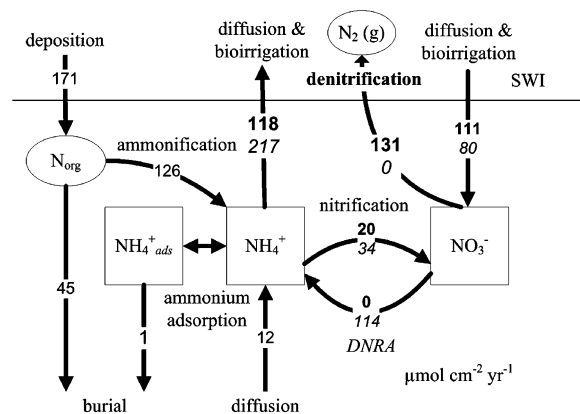 deposition
diffusion &
bioirrigation
N₂ (g)
diffusion &
bioirrigation
171
denitrification
SWI
118
217
131
0
111
80
ammonification
126
Norg
nitrification
20
34
NH₄⁺ads
NH₄⁺
NO₃⁻
ammonium
adsorption
0
114
DNRA
45
1
12
µmol cm⁻² yr⁻¹
burial
diffusion